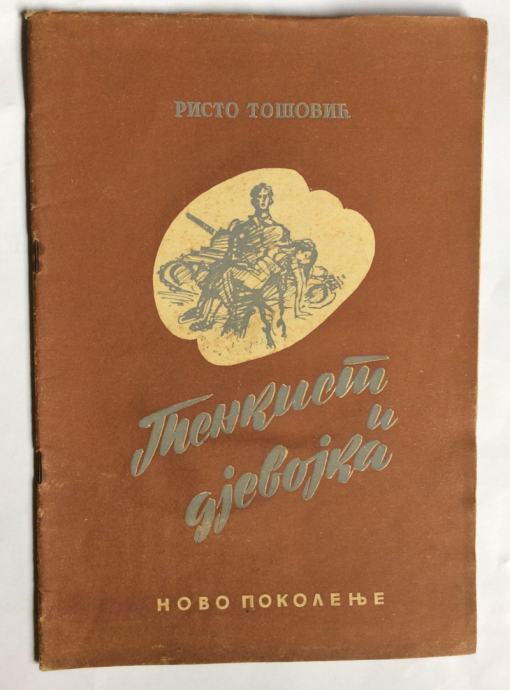 РИСТО ТОШОВИЋ
Тенкист
и
дјевојка
НОВО ПОКОЛЕЊЕ